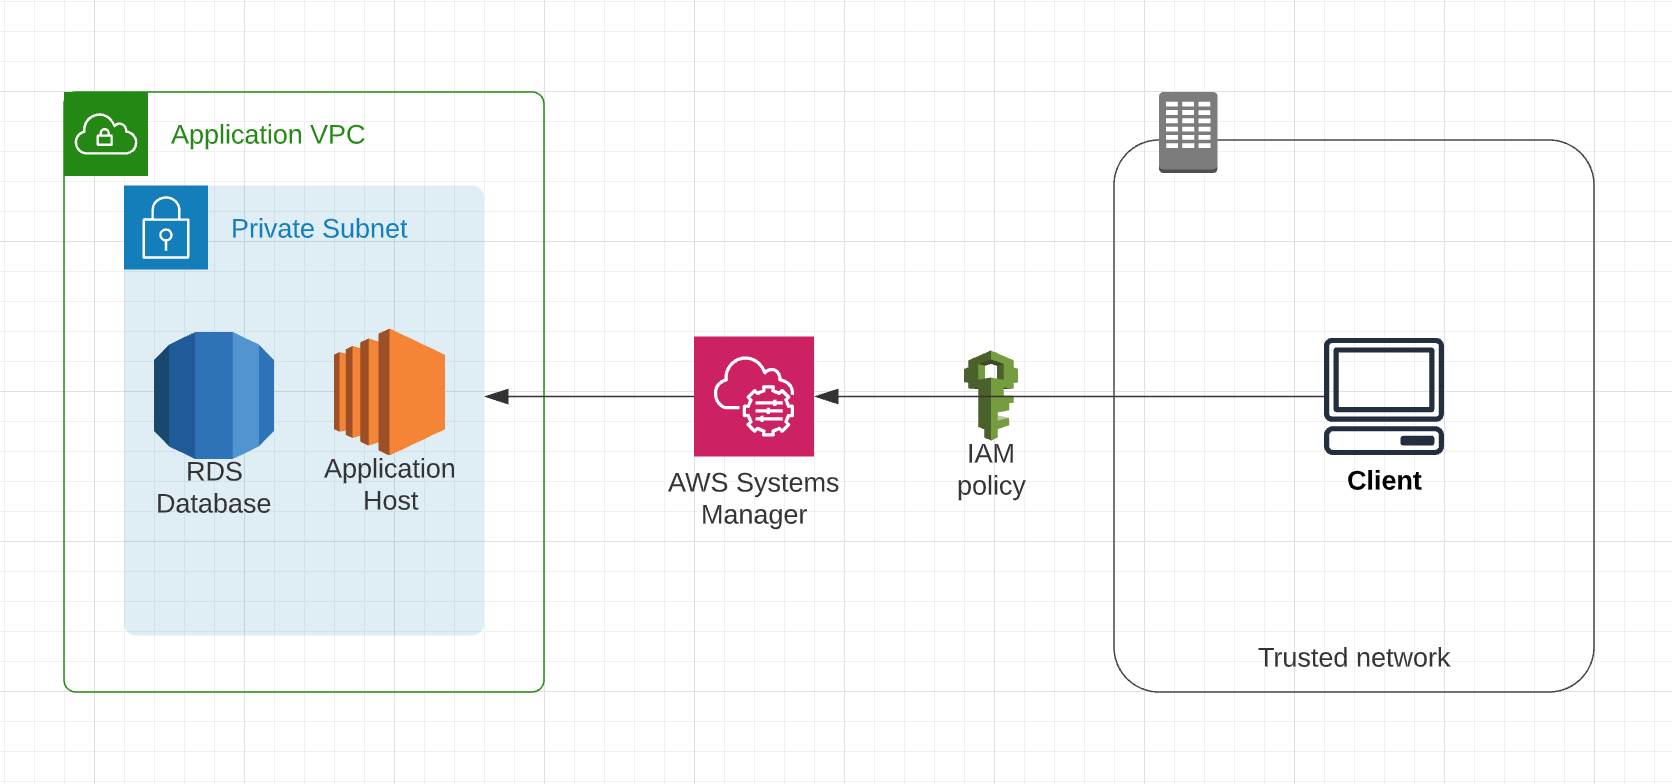 Application VPC
Private Subnet
RDS
Database
Application
Host
AWS Systems
Manager
IAM
policy
Client
Trusted network